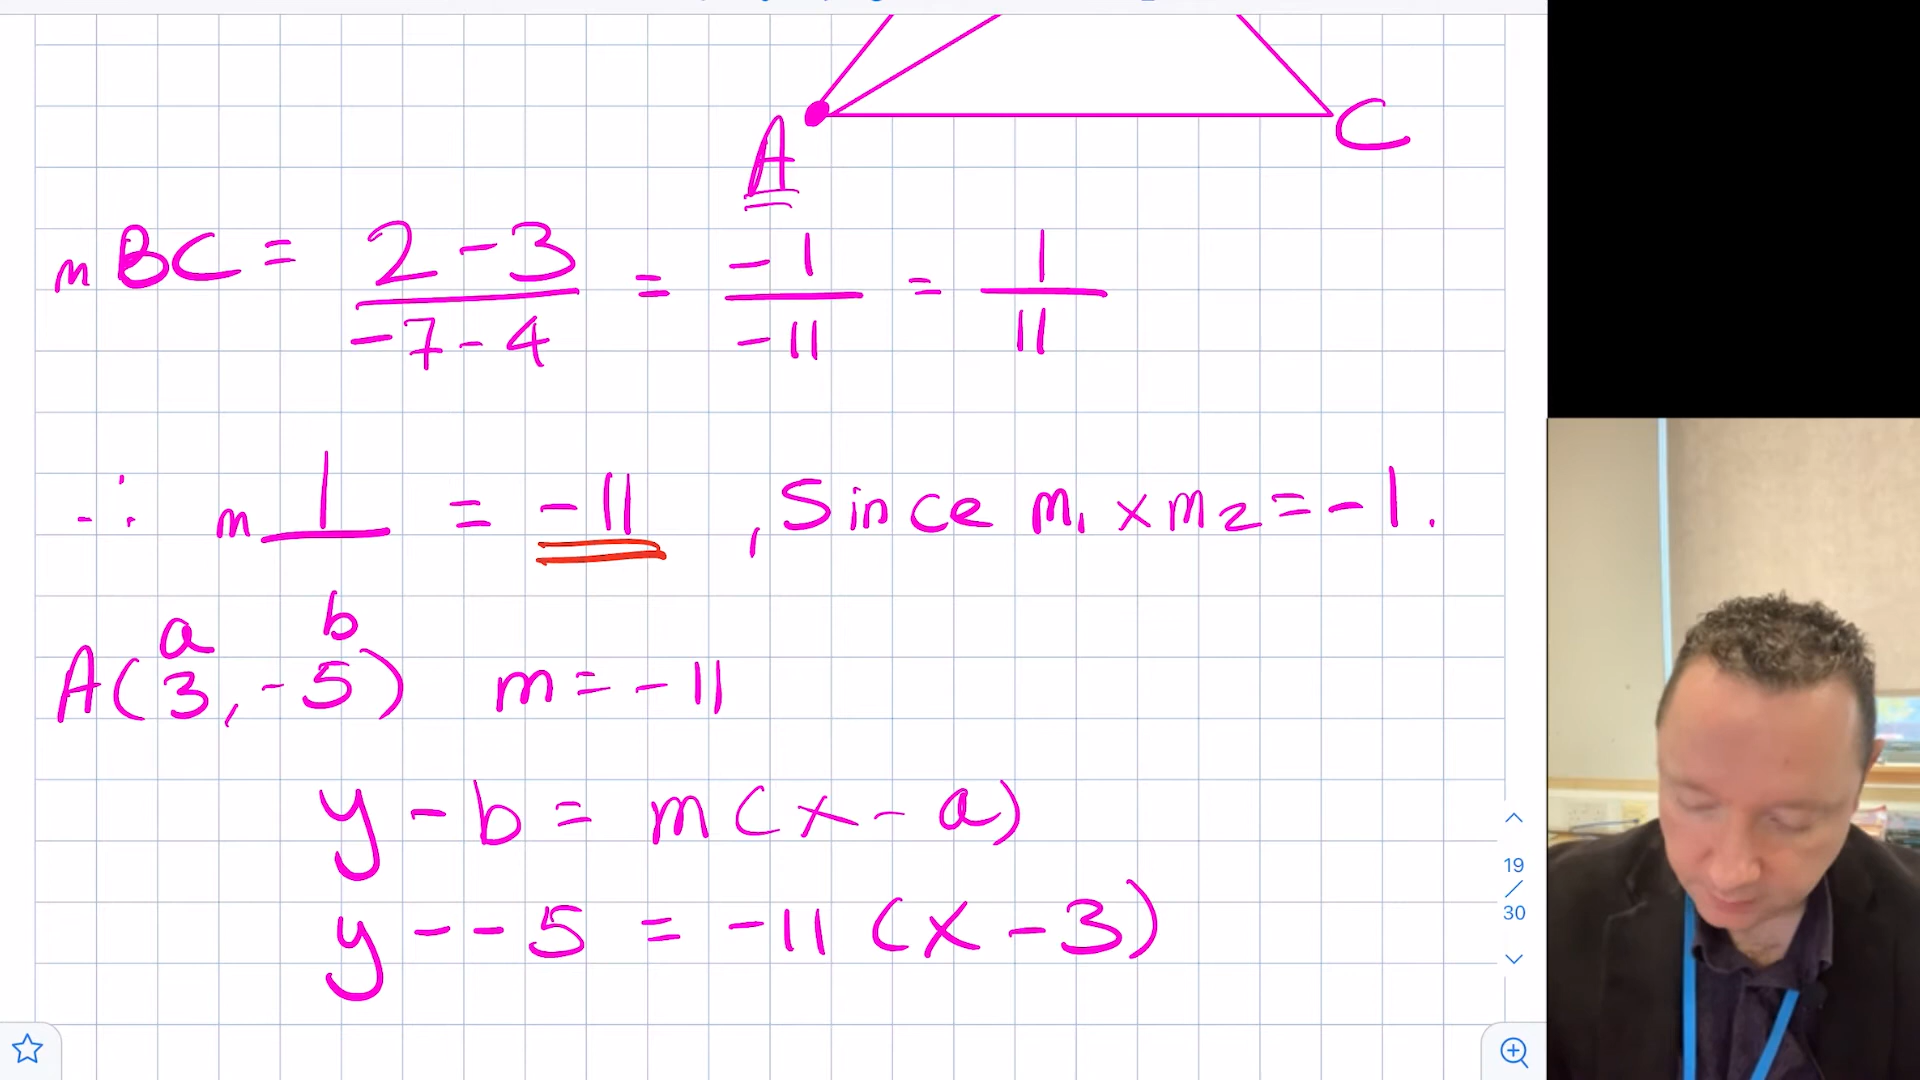 A C
mBC = 2-3/-7-4 = -1/-11 = 1/11
∴ m⊥ = -11 , Since m₁ × m₂ = -1.
a b
A(3,-5) m = -11
y - b = m(x - a)
y - -5 = -11(x - 3)
19/30